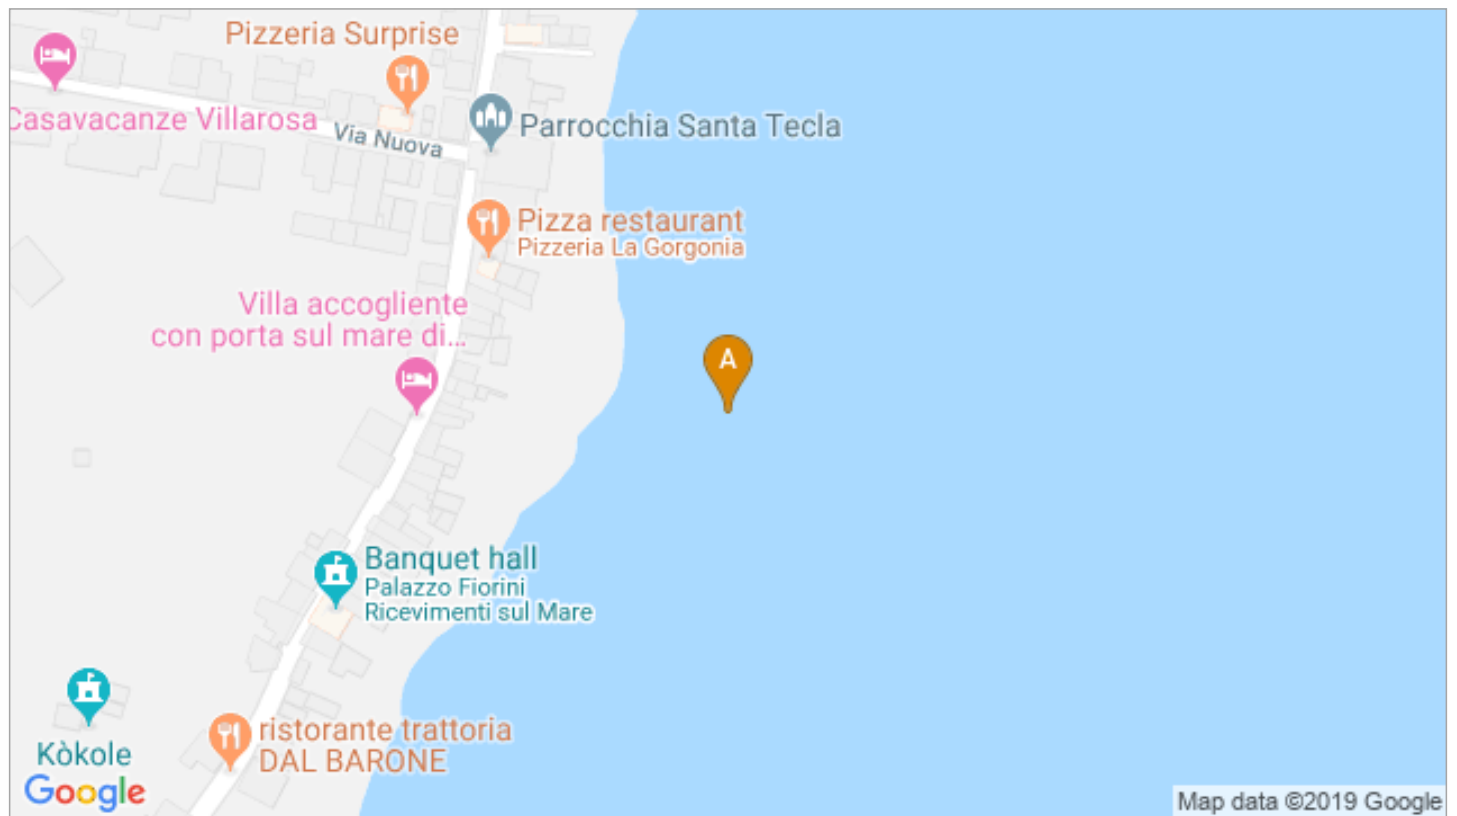 Pizzeria Surprise
Casavacanze Villarosa
Via Nuova
Parrocchia Santa Tecla
Pizza restaurant
Pizzeria La Gorgonia
Villa accogliente
con porta sul mare di...
A
Banquet hall
Palazzo Fiorini
Ricevimenti sul Mare
Kòkole
ristorante trattoria
DAL BARONE
Google
Map data ©2019 Google